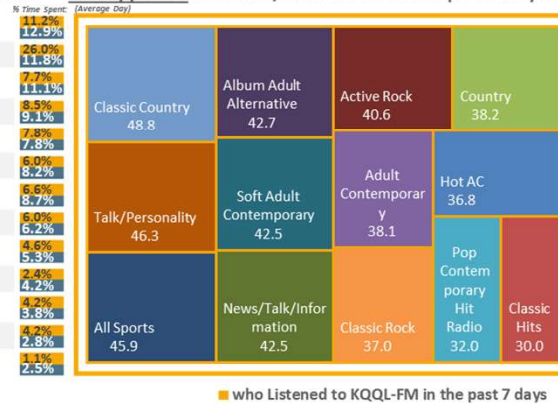 % Time Spent: (Average Day)
11.2%
12.9%
26.0%
11.8%
7.7%
11.1%
8.5%
9.1%
7.8%
7.8%
6.0%
8.2%
6.6%
8.7%
6.0%
6.2%
4.6%
5.3%
2.4%
4.2%
4.2%
3.8%
4.2%
2.8%
1.1%
2.5%
Classic Country
48.8
Album Adult
Alternative
42.7
Active Rock
40.6
Country
38.2
Talk/Personality
46.3
Soft Adult
Contemporary
42.5
Adult
Contemporar
y
38.1
Hot AC
36.8
All Sports
45.9
News/Talk/Infor
mation
42.5
Classic Rock
37.0
Pop
Contem
porary
Hit
Radio
32.0
Classic
Hits
30.0
who Listened to KQQL-FM in the past 7 days